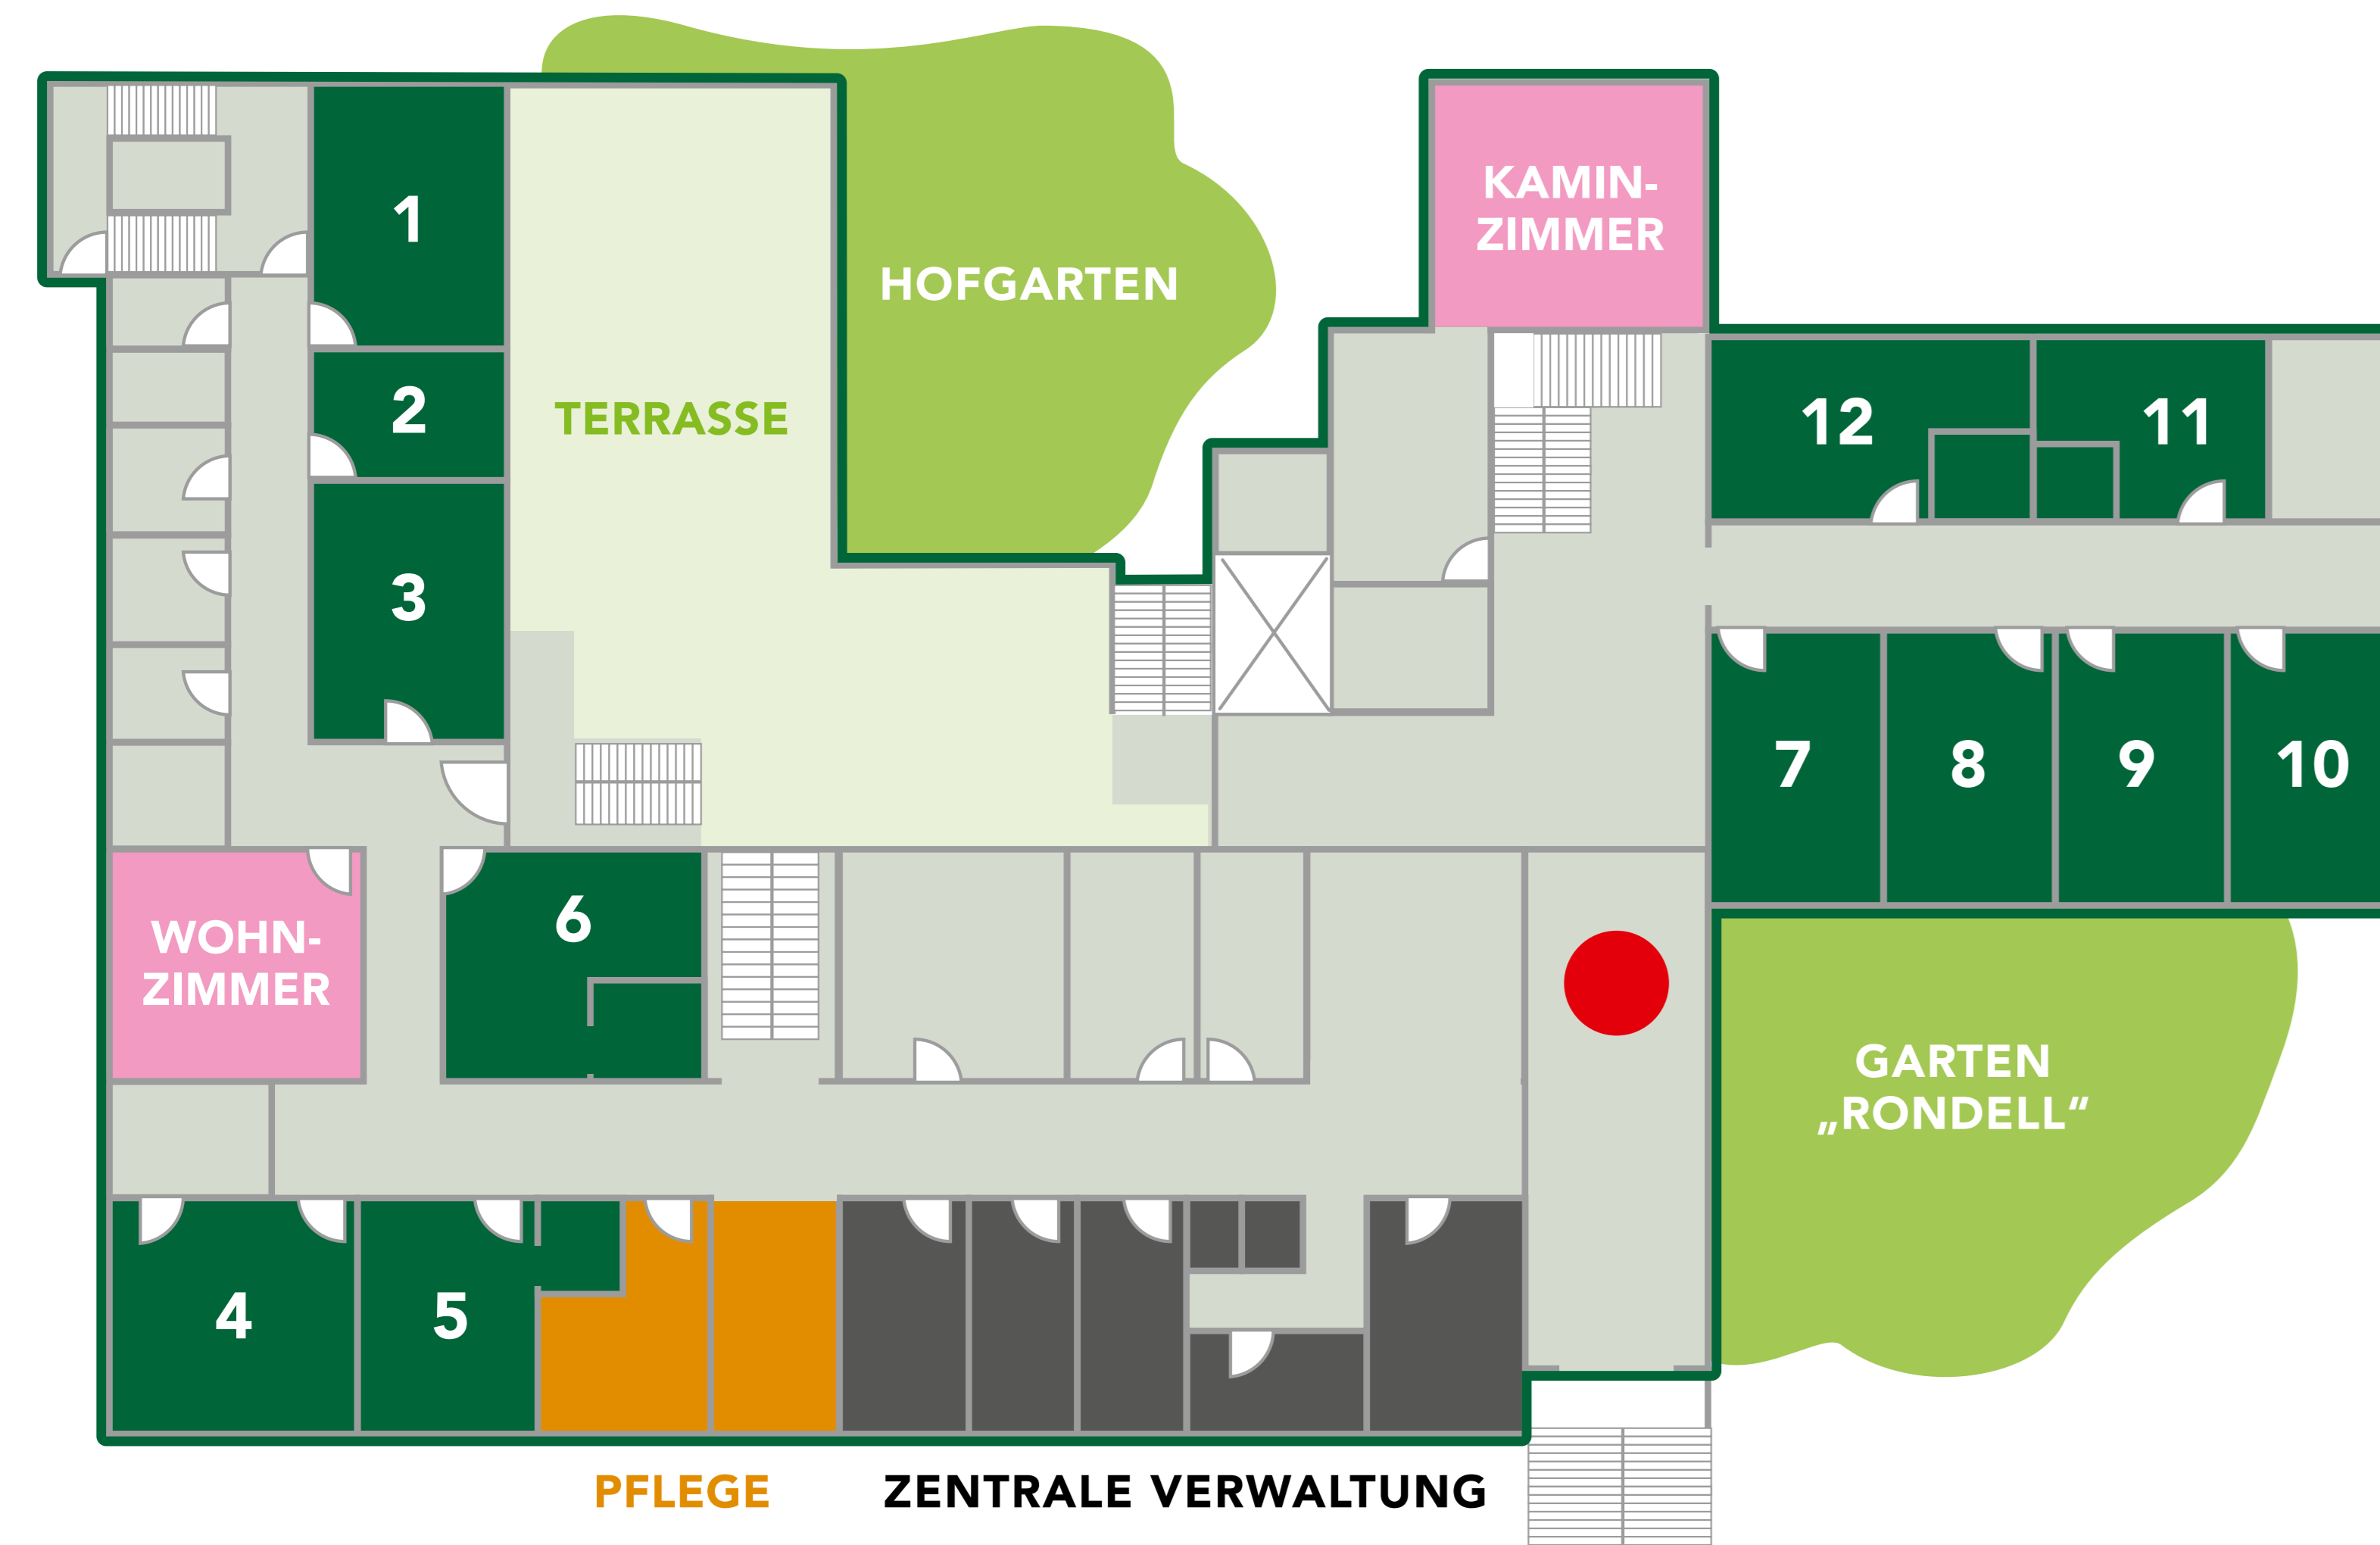 KAMIN-
ZIMMER
1
HOFGARTEN
2
TERRASSE
12
11
3
7
8
9
10
6
WOHN-
ZIMMER
GARTEN
„RONDELL“
4
5
PFLEGE
ZENTRALE VERWALTUNG